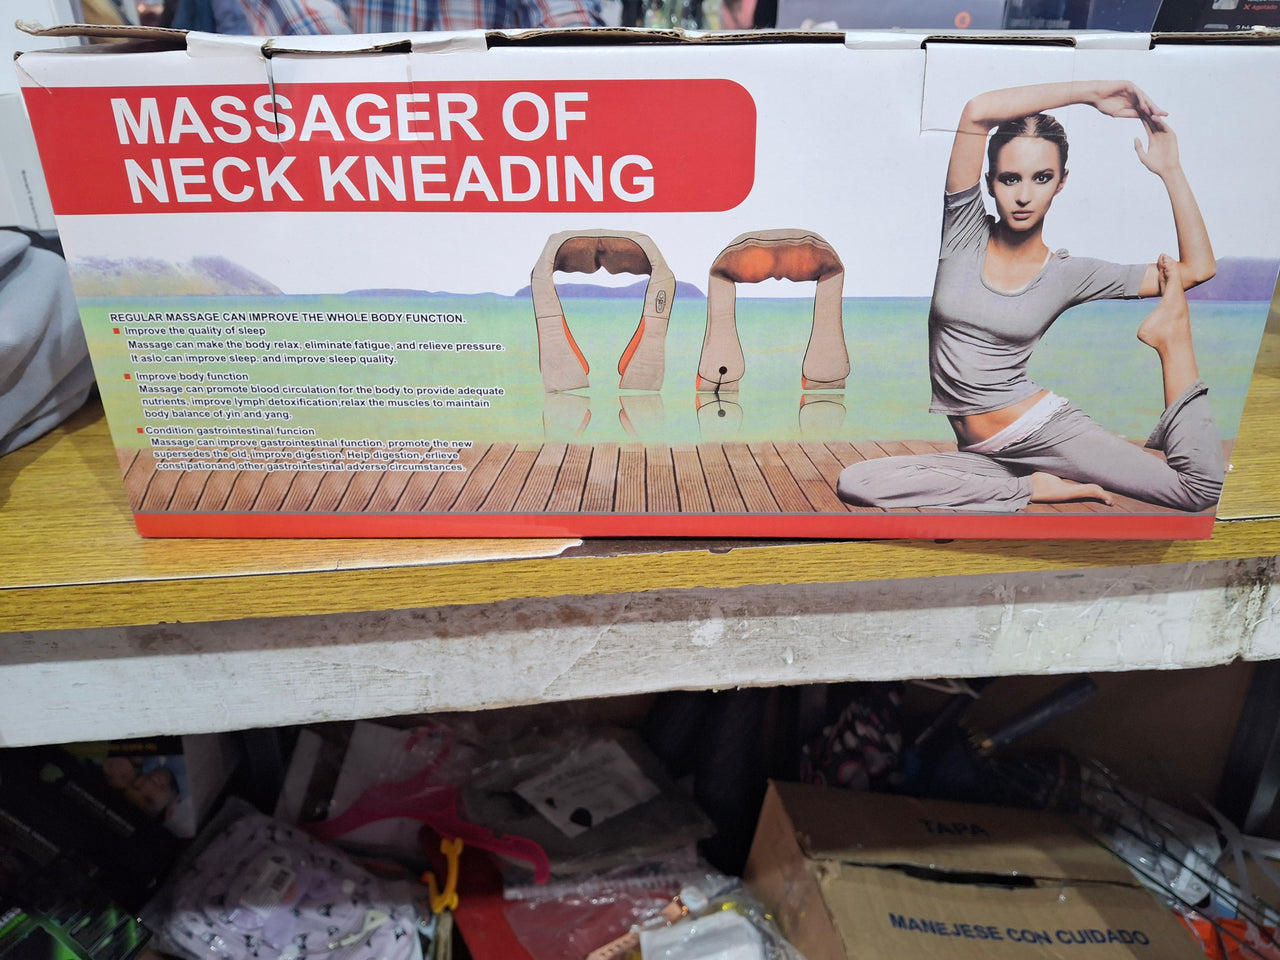 MASSAGER OF
NECK KNEADING
REGULAR MASSAGE CAN IMPROVE THE WHOLE BODY FUNCTION.
Improve the quality of sleep
Massage can make the body relax, eliminate fatigue, and relieve pressure.
It aslo can improve sleep. and improve sleep quality.
Improve body function
Massage can promote blood circulation for the body to provide adequate
nutrients, improve lymph detoxification,relax the muscles to maintain
body balance of yin and yang.
Condition gastrointestinal funcion
Massage can improve gastrointestinal function, promote the new
supersedes the old, improve digestion. Help digestion, erlieve
constipationand other gastrointestinal adverse circumstances.
TAPA
MANEJESE CON CUIDADO